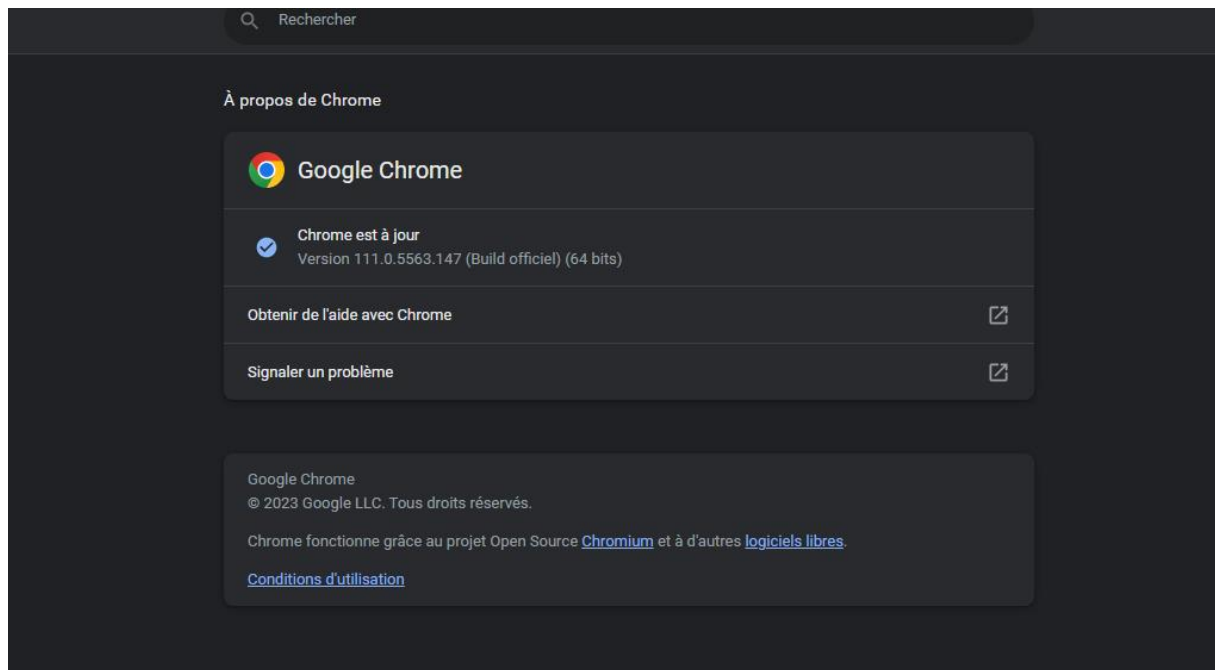 Rechercher
À propos de Chrome
Google Chrome
Chrome est à jour
Version 111.0.5563.147 (Build officiel) (64 bits)
Obtenir de l'aide avec Chrome
Signaler un problème
Google Chrome
© 2023 Google LLC. Tous droits réservés.
Chrome fonctionne grâce au projet Open Source Chromium et à d'autres logiciels libres.
Conditions d'utilisation